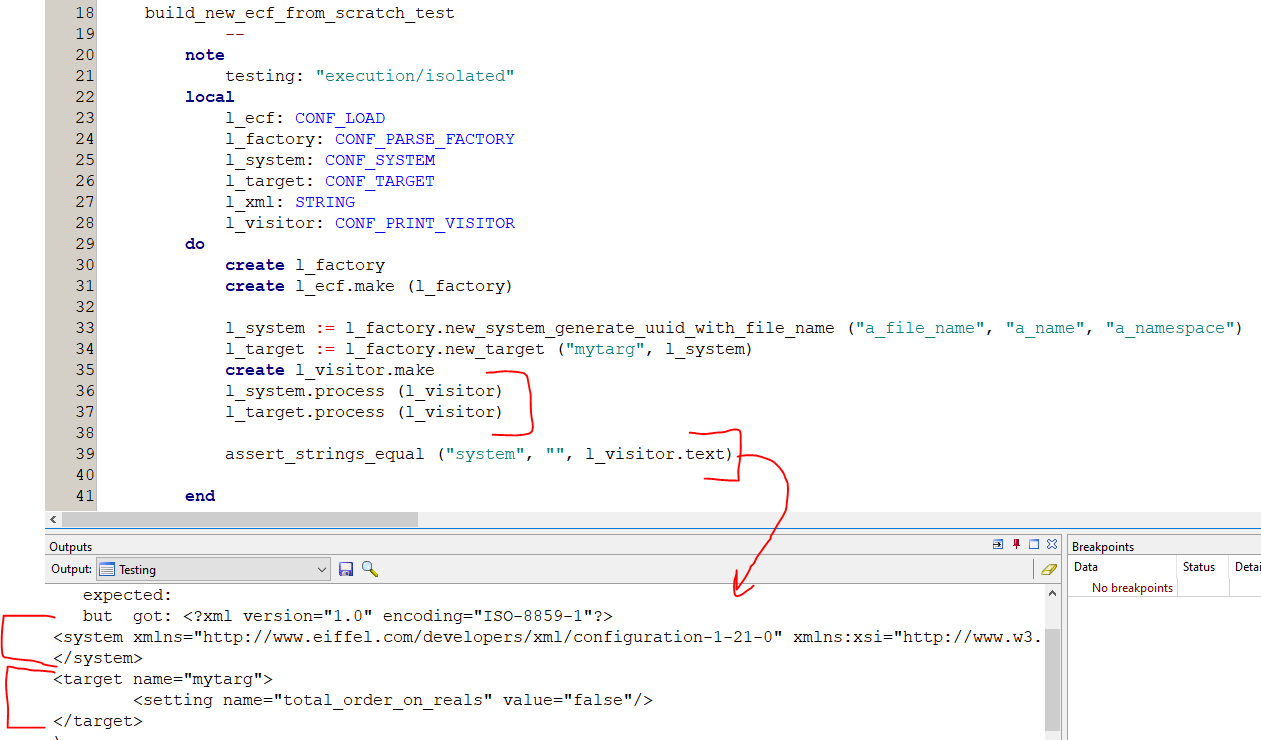 18 build_new_ecf_from_scratch_test
19 --
20 note
21 testing: "execution/isolated"
22 local
23 l_ecf: CONF_LOAD
24 l_factory: CONF_PARSE_FACTORY
25 l_system: CONF_SYSTEM
26 l_target: CONF_TARGET
27 l_xml: STRING
28 l_visitor: CONF_PRINT_VISITOR
29 do
30 create l_factory
31 create l_ecf.make (l_factory)
32
33 l_system := l_factory.new_system_generate_uuid_with_file_name ("a_file_name", "a_name", "a_namespace")
34 l_target := l_factory.new_target ("mytarg", l_system)
35 create l_visitor.make
36 l_system.process (l_visitor)
37 l_target.process (l_visitor)
38
39 assert_strings_equal ("system", "", l_visitor.text)
40
41 end
Outputs
Output: Testing
expected:
but got: <?xml version="1.0" encoding="ISO-8859-1"?>
<system xmlns="http://www.eiffel.com/developers/xml/configuration-1-21-0" xmlns:xsi="http://www.w3.
</system>
<target name="mytarg">
<setting name="total_order_on_reals" value="false"/>
</target>
Breakpoints
Data Status Detai
No breakpoints